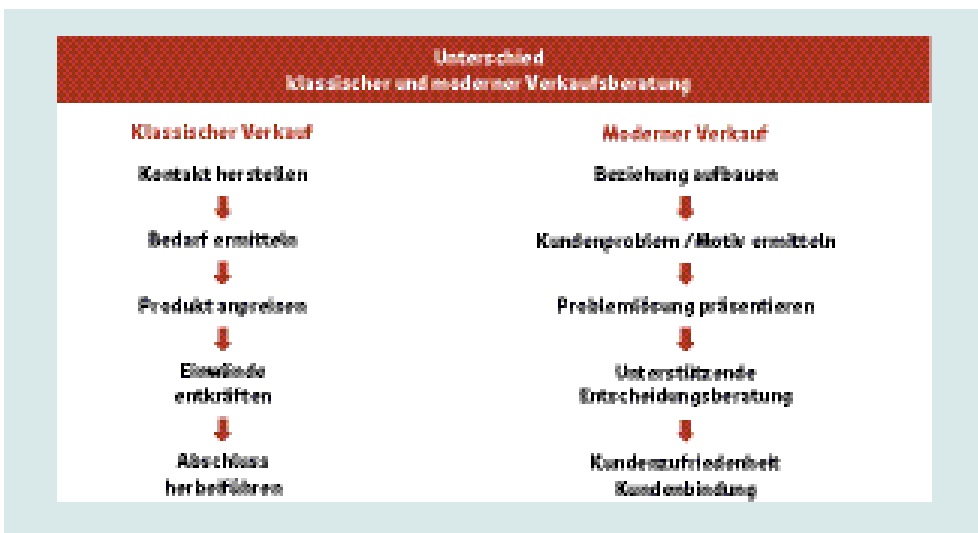 Unterschied
klassischer und moderner Verkaufsberatung
Klassischer Verkauf
Kontakt herstellen
Bedarf ermitteln
Produkt anpreisen
Einwände
entkräften
Abschluss
herbeiführen
Moderner Verkauf
Beziehung aufbauen
Kundenproblem / Motiv ermitteln
Problemlösung präsentieren
Unterstützende
Entscheidungsberatung
Kundenzufriedenheit
Kundenbindung